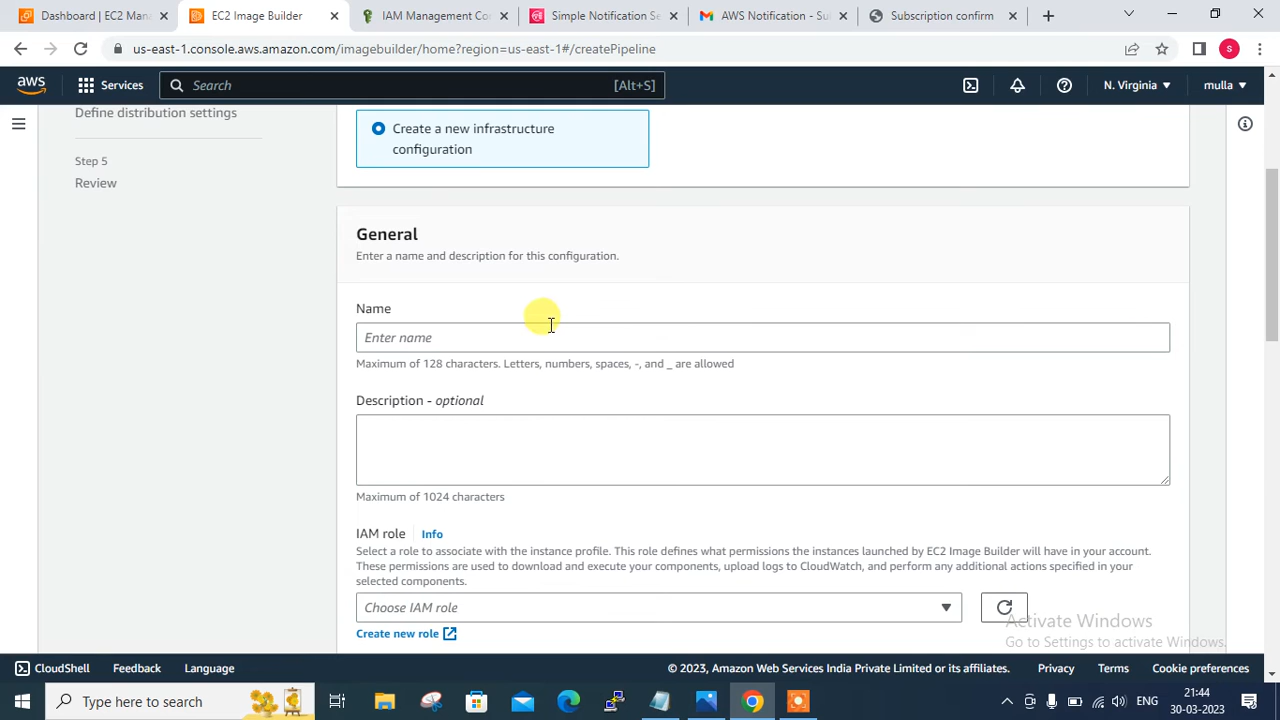 Dashboard | EC2 Mana
EC2 Image Builder
IAM Management Co
Simple Notification Se
AWS Notification - Sul
Subscription confirm
us-east-1.console.aws.amazon.com/imagebuilder/home?region=us-east-1#/createPipeline
S
aws
Services
Search
[Alt+S]
N. Virginia
mulla
Define distribution settings
Step 5
Review
Create a new infrastructure
configuration
General
Enter a name and description for this configuration.
Name
Enter name
Maximum of 128 characters. Letters, numbers, spaces, -, and _ are allowed
Description - optional
Maximum of 1024 characters
IAM role
Info
Select a role to associate with the instance profile. This role defines what permissions the instances launched by EC2 Image Builder will have in your account.
These permissions are used to download and execute your components, upload logs to CloudWatch, and perform any additional actions specified in your
selected components.
Choose IAM role
Create new role
Activate Windows
Go to Settings to activate Windows.
CloudShell
Feedback
Language
© 2023, Amazon Web Services India Private Limited or its affiliates.
Privacy
Terms
Cookie preferences
Type here to search
ENG
21:44
30-03-2023